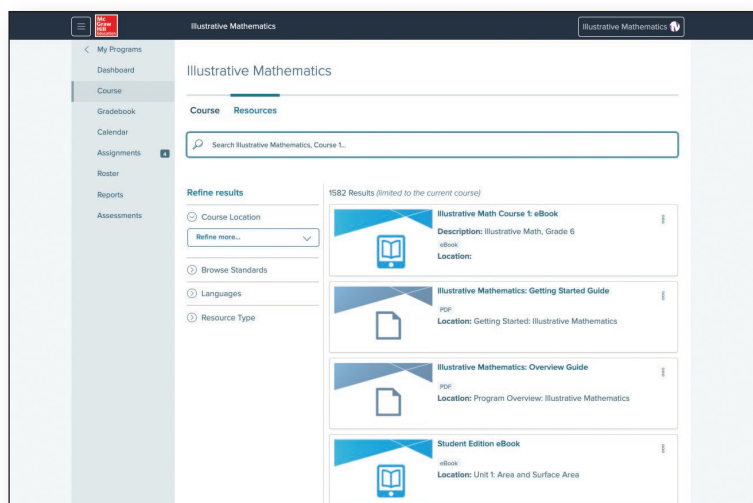 Mc
Graw
Hill
Education
Illustrative Mathematics
Illustrative Mathematics
My Programs
Dashboard
Course
Gradebook
Calendar
Assignments 4
Roster
Reports
Assessments
Illustrative Mathematics
Course Resources
Search Illustrative Mathematics, Course 1...
Refine results
Course Location
Refine more...
Browse Standards
Languages
Resource Type
1582 Results (limited to the current course)
Illustrative Math Course 1: eBook
Description: Illustrative Math, Grade 6
eBook
Location:
Illustrative Mathematics: Getting Started Guide
PDF
Location: Getting Started: Illustrative Mathematics
Illustrative Mathematics: Overview Guide
PDF
Location: Program Overview: Illustrative Mathematics
Student Edition eBook
eBook
Location: Unit 1: Area and Surface Area